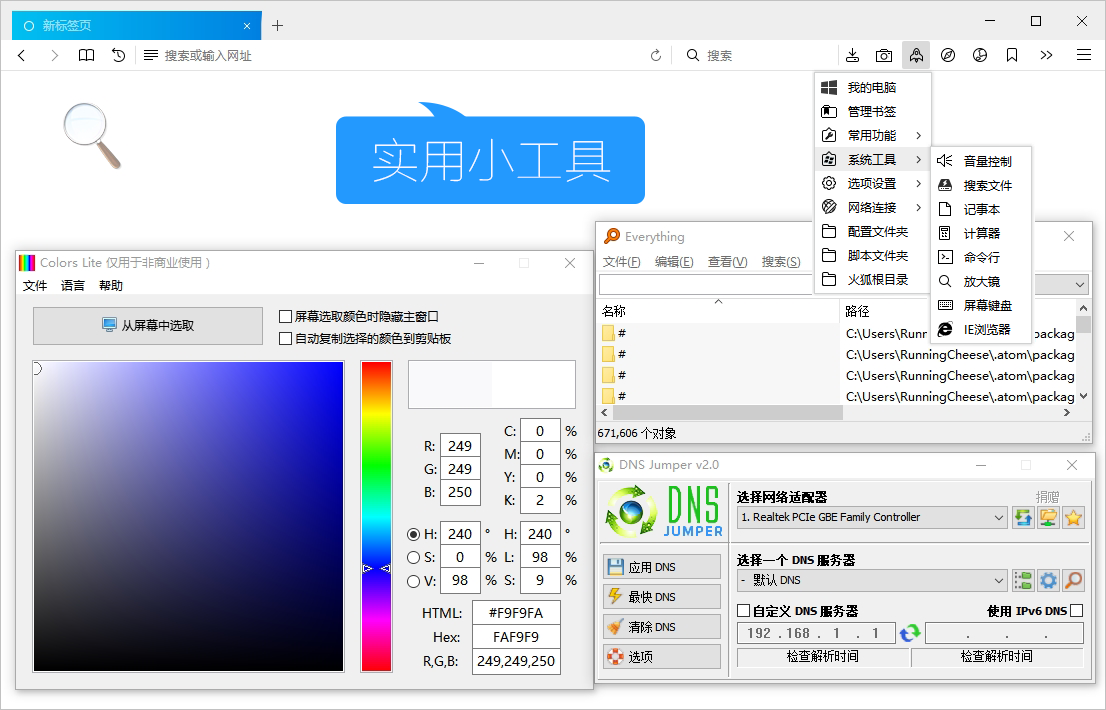 新标签页
搜索或输入网址
搜索
实用小工具
我的电脑
管理书签
常用功能
系统工具
选项设置
网络连接
配置文件夹
脚本文件夹
火狐根目录
音量控制
搜索文件
记事本
计算器
命令行
放大镜
屏幕键盘
IE浏览器
Colors Lite 仅用于非商业使用 )
文件 语言 帮助
从屏幕中选取
屏幕选取颜色时隐藏主窗口
自动复制选择的颜色到剪贴板
R: 249
G: 249
B: 250
C: 0 %
M: 0 %
Y: 0 %
K: 2 %
H: 240 °
S: 0 %
V: 98 %
H: 240 °
L: 98 %
S: 9 %
HTML: #F9F9FA
Hex: FAF9F9
R,G,B: 249,249,250
Everything
文件(F) 编辑(E) 查看(V) 搜索(S)
名称 路径
# C:\Users\Running
# C:\Users\RunningCheese\.atom\packag
# C:\Users\RunningCheese\.atom\packag
# C:\Users\RunningCheese\.atom\packag
671,606 个对象
DNS Jumper v2.0
DNS
JUMPER
应用 DNS
最快 DNS
清除 DNS
选项
选择网络适配器
捐赠
1. Realtek PCIe GBE Family Controller
选择一个 DNS 服务器
- 默认 DNS
自定义 DNS 服务器
使用 IPv6 DNS
192 . 168 . 1 . 1
. . .
检查解析时间
检查解析时间